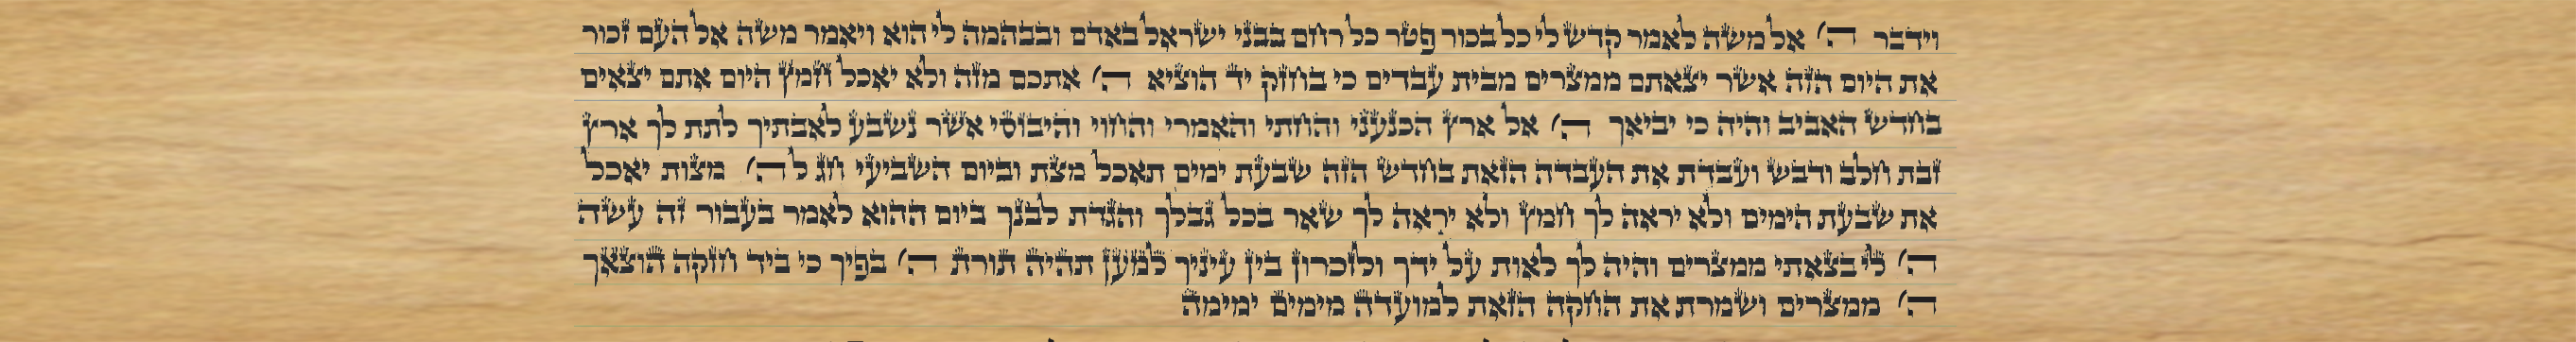 וידבר ה' אל משה לאמר קדש לי כל בכור פטר כל רחם בבני ישראל באדם ובבהמה לי הוא ויאמר משה אל העם זכור
את היום הזה אשר יצאתם ממצרים מבית עבדים כי בחזק יד הוציא ה' אתכם מזה ולא יאכל חמץ היום אתם יצאים
בחדש האביב והיה כי יביאך ה' אל ארץ הכנעני והחתי והאמרי והחוי והיבוסי אשר נשבע לאבתיך לתת לך ארץ
זבת חלב ודבש ועבדת את העבדה הזאת בחדש הזה שבעת ימים תאכל מצת וביום השביעי חג לה' מצות יאכל
את שבעת הימים ולא יראה לך חמץ ולא יראה לך שאר בכל גבלך והגדת לבנך ביום ההוא לאמר בעבור זה עשה
ה' לי בצאתי ממצרים והיה לך לאות על ידך ולזכרון בין עיניך למען תהיה תורת ה' בפיך כי ביד חזקה הוצאך
ה' ממצרים ושמרת את החקה הזאת למועדה מימים ימימה